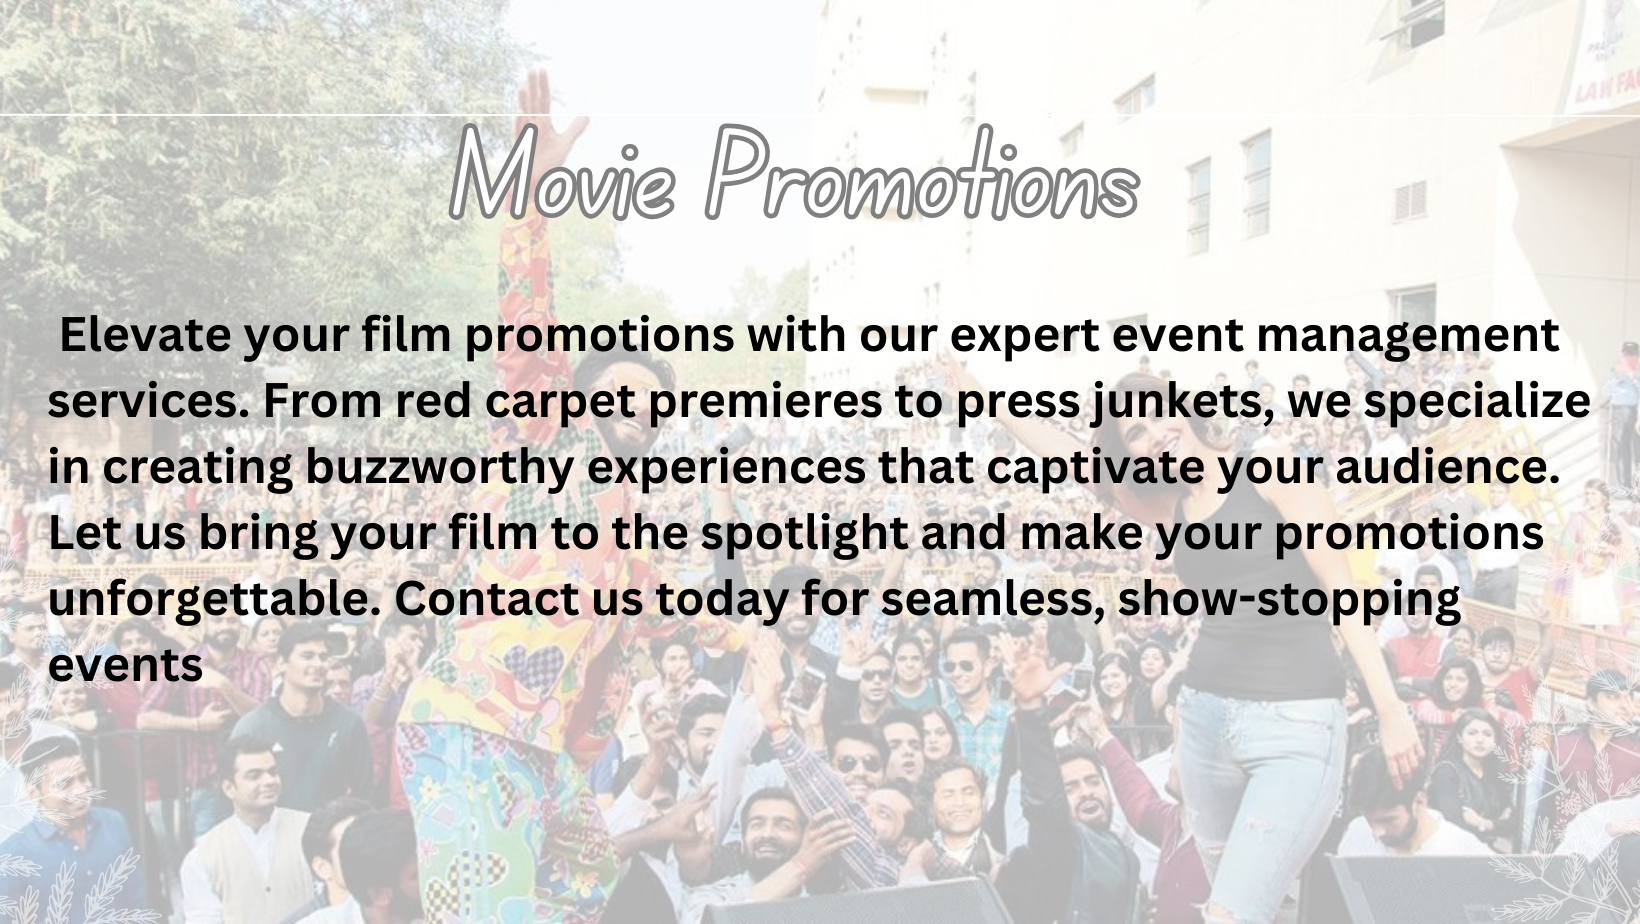 Movie Promotions
Elevate your film promotions with our expert event management
services. From red carpet premieres to press junkets, we specialize
in creating buzzworthy experiences that captivate your audience.
Let us bring your film to the spotlight and make your promotions
unforgettable. Contact us today for seamless, show-stopping
events